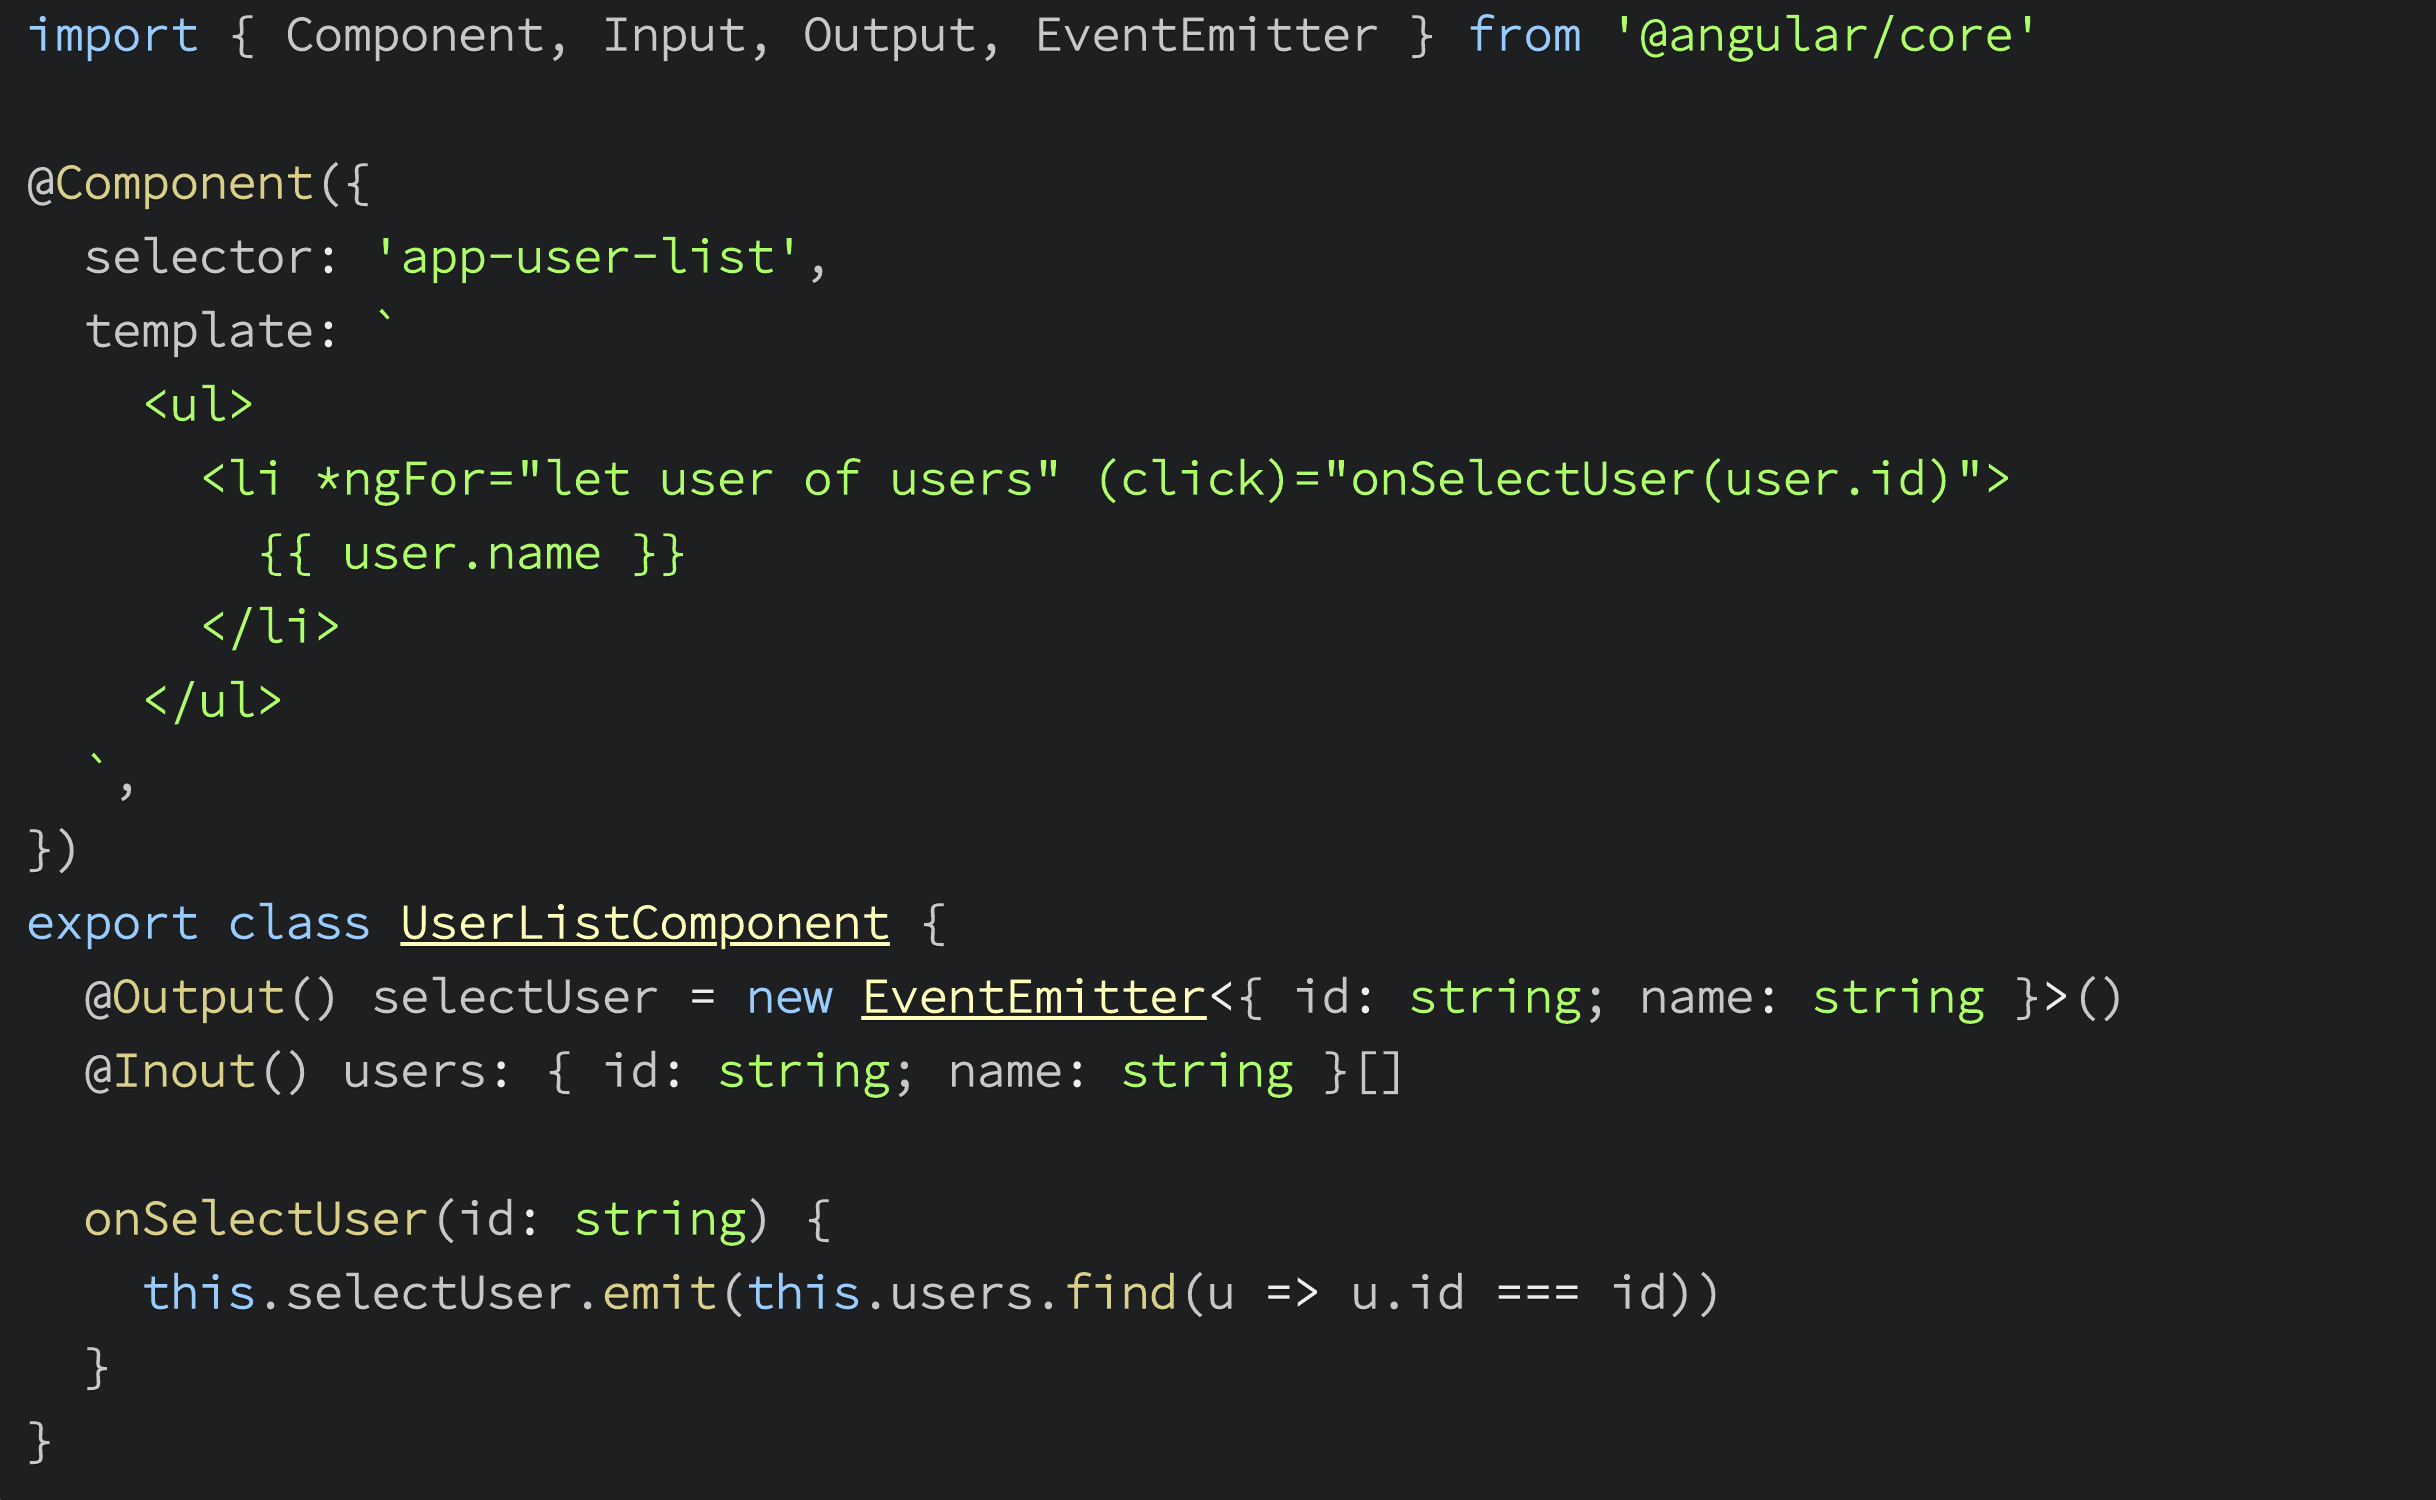 import { Component, Input, Output, EventEmitter } from '@angular/core'

@Component({
  selector: 'app-user-list',
  template: `
    <ul>
      <li *ngFor="let user of users" (click)="onSelectUser(user.id)">
        {{ user.name }}
      </li>
    </ul>
  `,
})
export class UserListComponent {
  @Output() selectUser = new EventEmitter<{ id: string; name: string }>()
  @Inout() users: { id: string; name: string }[]

  onSelectUser(id: string) {
    this.selectUser.emit(this.users.find(u => u.id === id))
  }
}